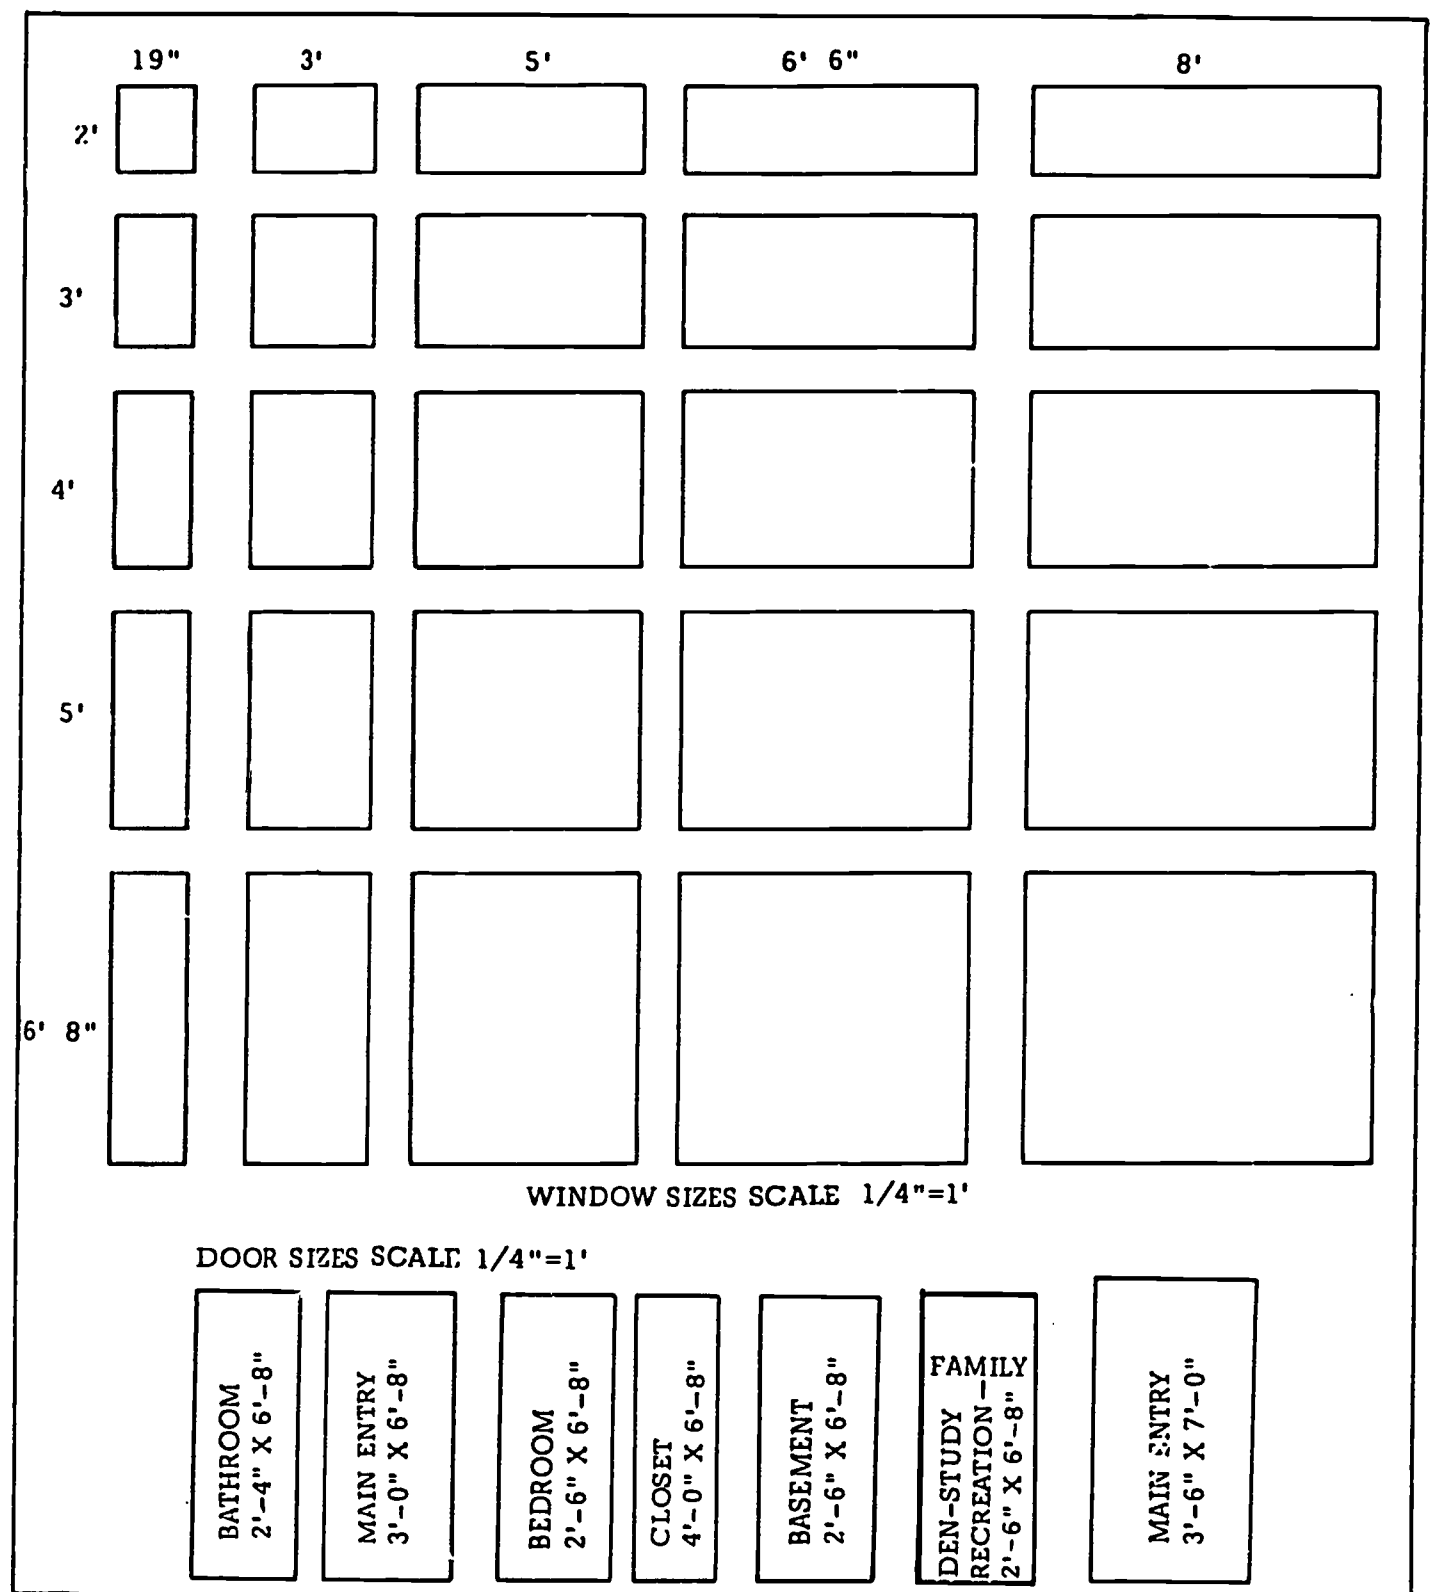 19" 3' 5' 6' 6" 8'
2'
3'
4'
5'
6' 8"
WINDOW SIZES SCALE 1/4"=1'
DOOR SIZES SCALE 1/4"=1'
BATHROOM
2'-4" X 6'-8"
MAIN ENTRY
3'-0" X 6'-8"
BEDROOM
2'-6" X 6'-8"
CLOSET
4'-0" X 6'-8"
BASEMENT
2'-6" X 6'-8"
FAMILY
DEN-STUDY
RECREATION-
2'-6" X 6'-8"
MAIN ENTRY
3'-6" X 7'-0"